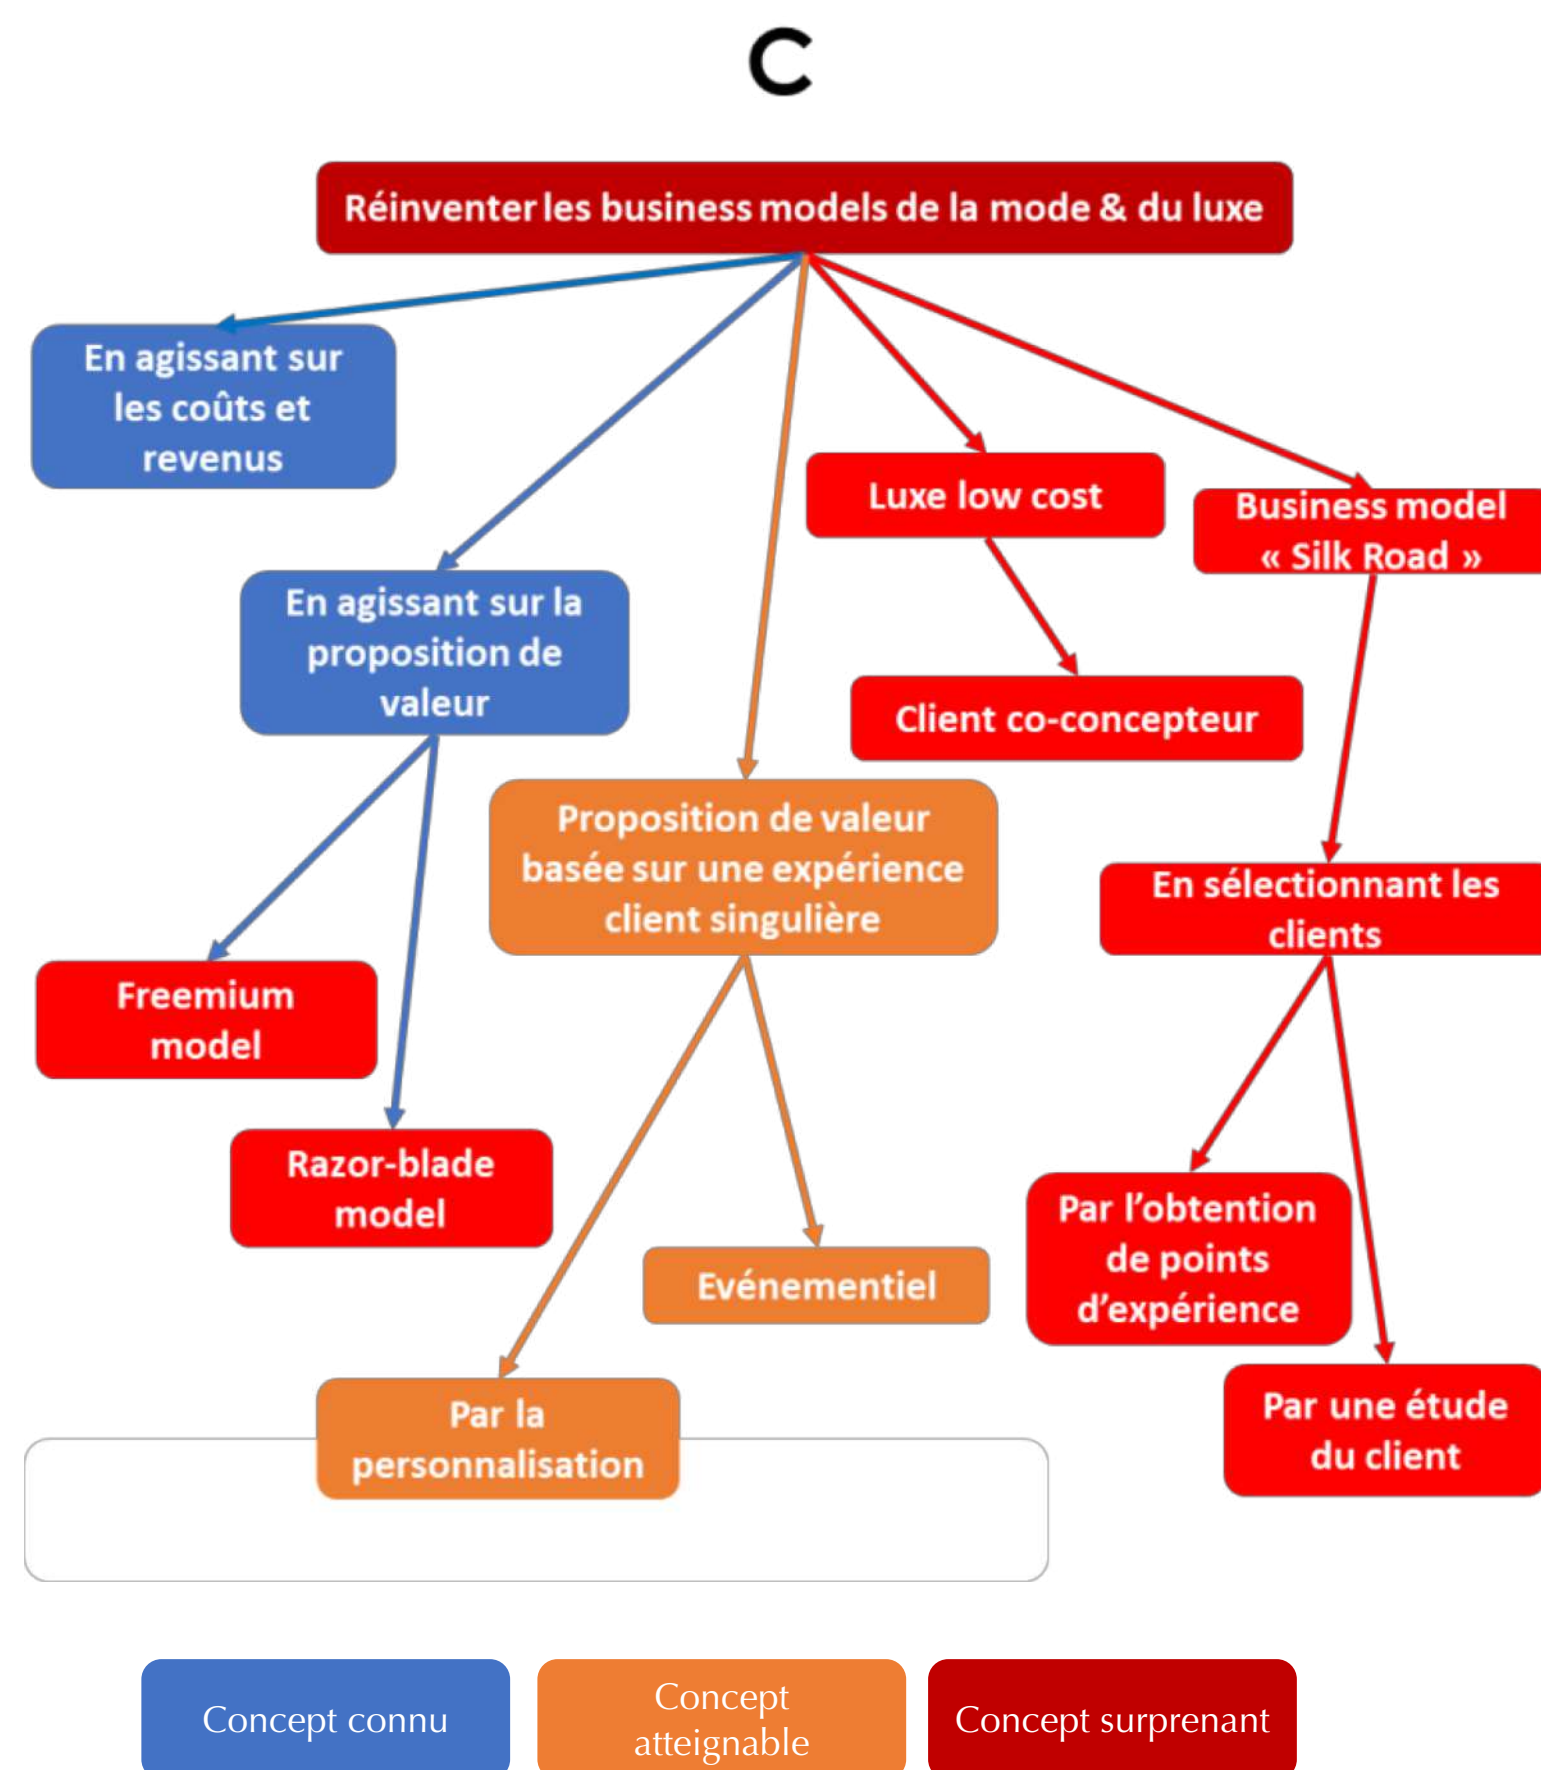 C
Réinventer les business models de la mode & du luxe
En agissant sur
les coûts et
revenus
Luxe low cost
Business model
« Silk Road »
En agissant sur la
proposition de
valeur
Client co-concepteur
Proposition de valeur
basée sur une expérience
client singulière
En sélectionnant les
clients
Freemium
model
Razor-blade
model
Par l’obtention
de points
d’expérience
Evénementiel
Par la
personnalisation
Par une étude
du client
Concept connu
Concept
atteignable
Concept surprenant